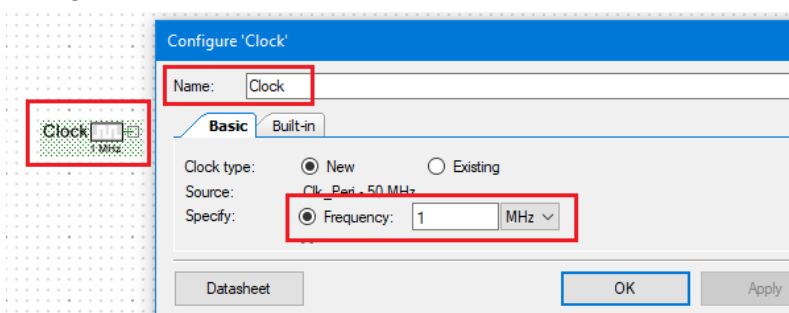 Configure 'Clock'
Name: Clock
Clock
1 MHz
Basic Built-in
Clock type: New Existing
Source: Clk_Peri - 50 MHz
Specify: Frequency: 1 MHz
Datasheet OK Apply